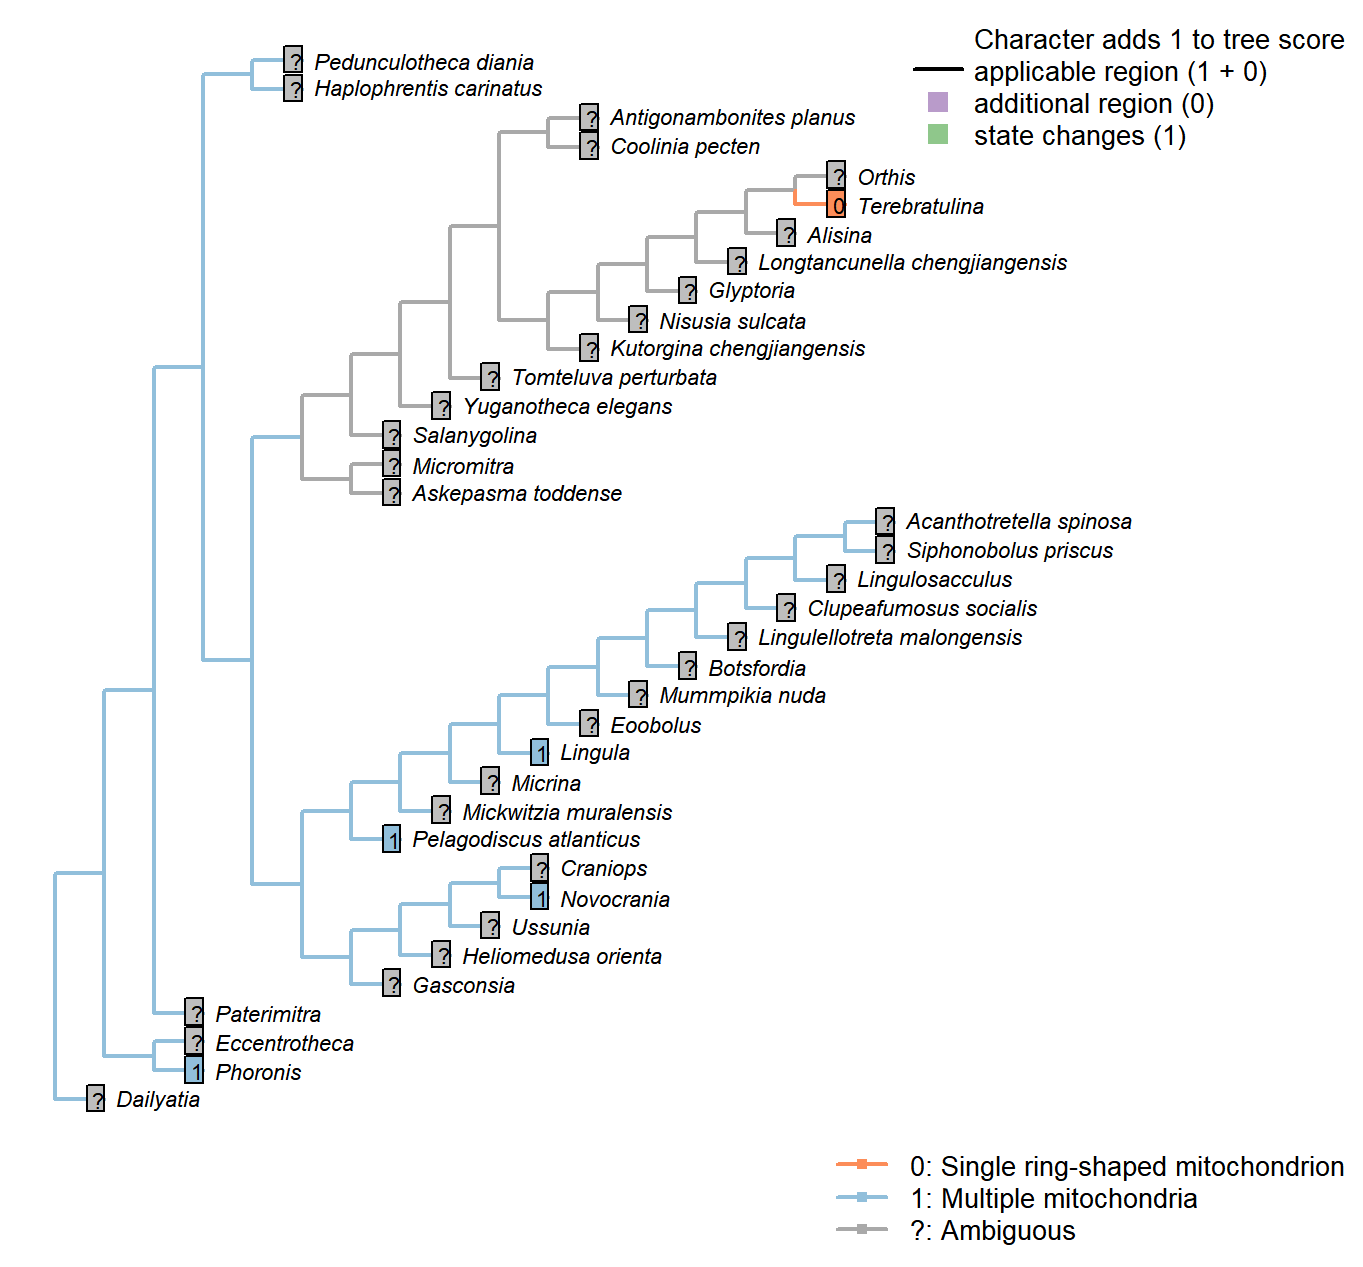 Character adds 1 to tree score
applicable region (1 + 0)
additional region (0)
state changes (1)
? Pedunculotheca diania
? Haplophrentis carinatus
? Antigonambonites planus
? Coolinia pecten
? Orthis
0 Terebratulina
? Alisina
? Longtancunella chengjiangensis
? Glyptoria
? Nisusia sulcata
? Kutorgina chengjiangensis
? Tomteluva perturbata
? Yuganotheca elegans
? Salanygolina
? Micromitra
? Askepasma toddense
? Acanthotretella spinosa
? Siphonobolus priscus
? Lingulosacculus
? Clupeafumosus socialis
? Lingulellotreta malongensis
? Botsfordia
? Mummpikia nuda
? Eoobolus
1 Lingula
? Micrina
? Mickwitzia muralensis
1 Pelagodiscus atlanticus
? Craniops
1 Novocrania
? Ussunia
? Heliomedusa orienta
? Gasconsia
? Paterimitra
? Eccentrotheca
1 Phoronis
? Dailyatia
0: Single ring-shaped mitochondrion
1: Multiple mitochondria
?: Ambiguous